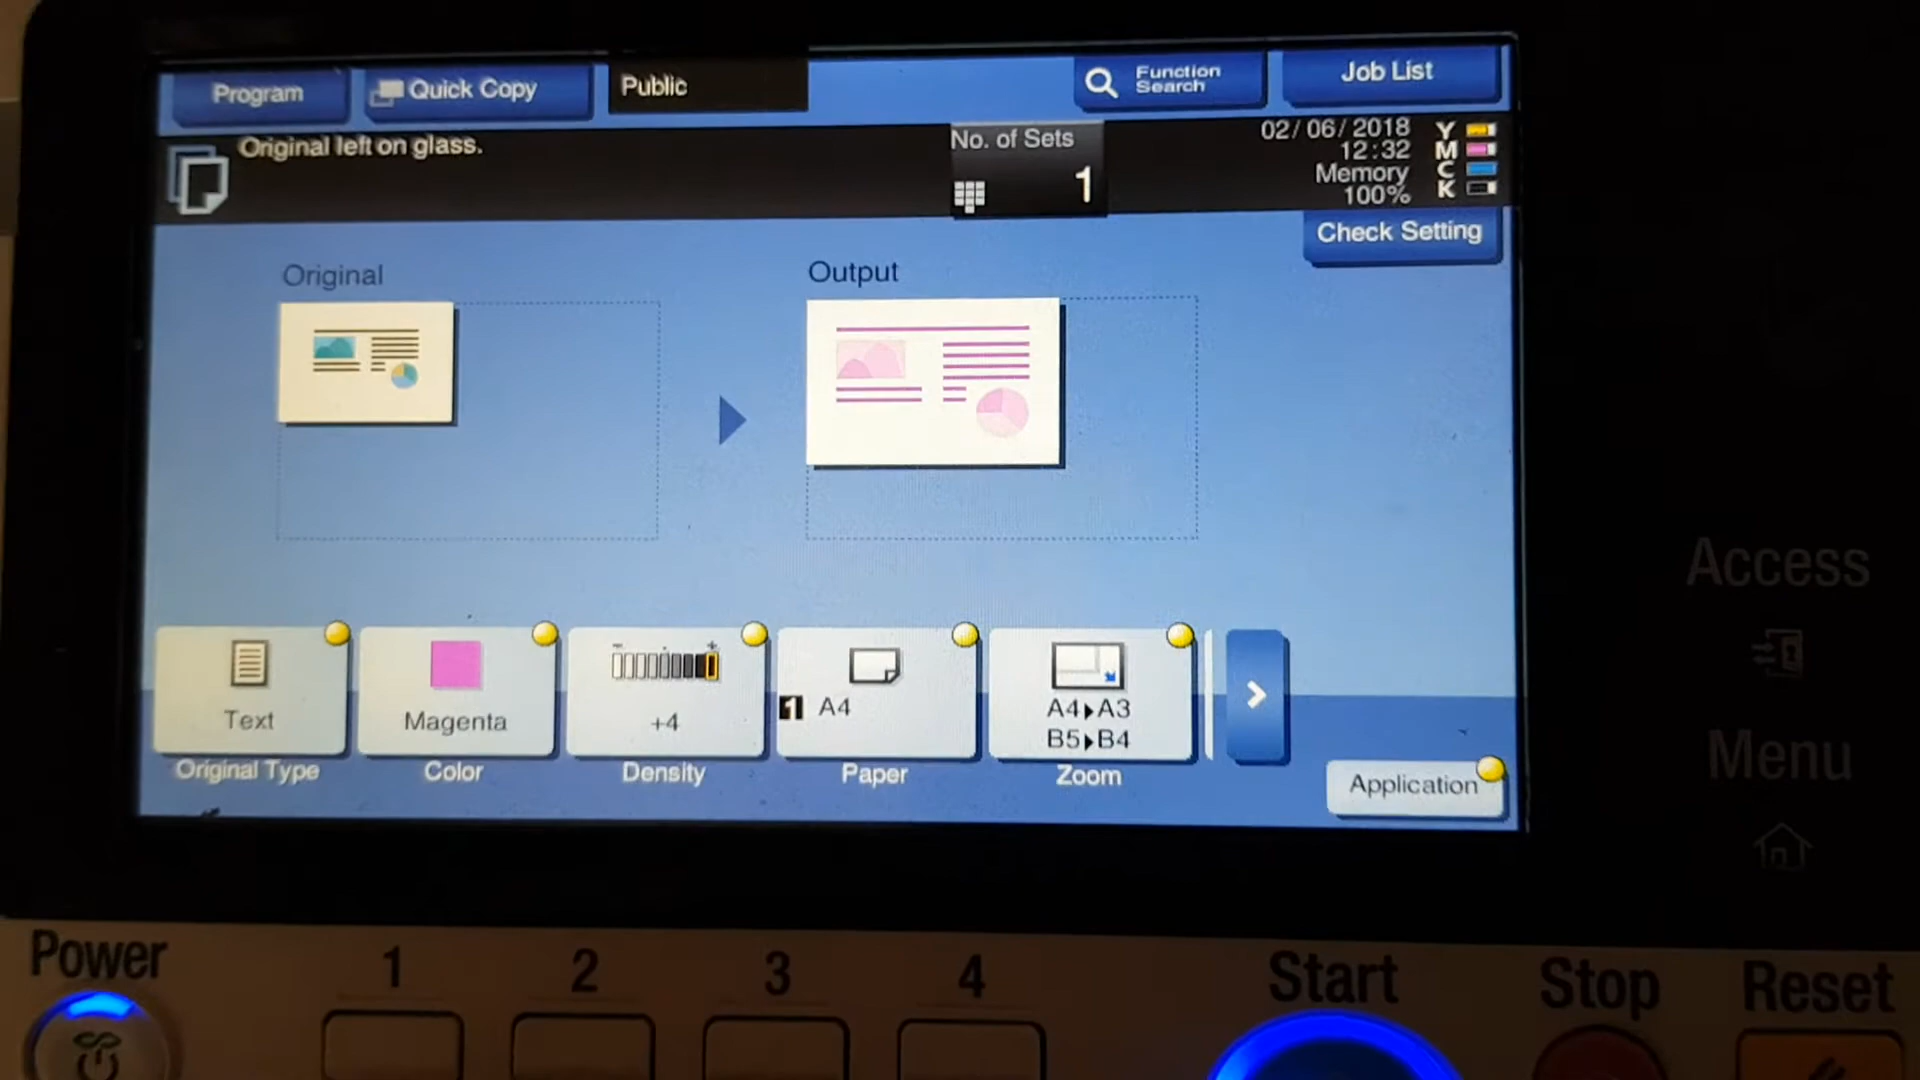 Program
Quick Copy
Public
Function
Search
Job List
Original left on glass.
No. of Sets
1
02/06/2018
12:32
Memory
100%
Y
M
C
K
Check Setting
Original
Output
Text
Original Type
Magenta
Color
- +
+4
Density
1 A4
Paper
A4▸A3
B5▸B4
Zoom
Application
Access
Menu
Power
1
2
3
4
Start
Stop
Reset